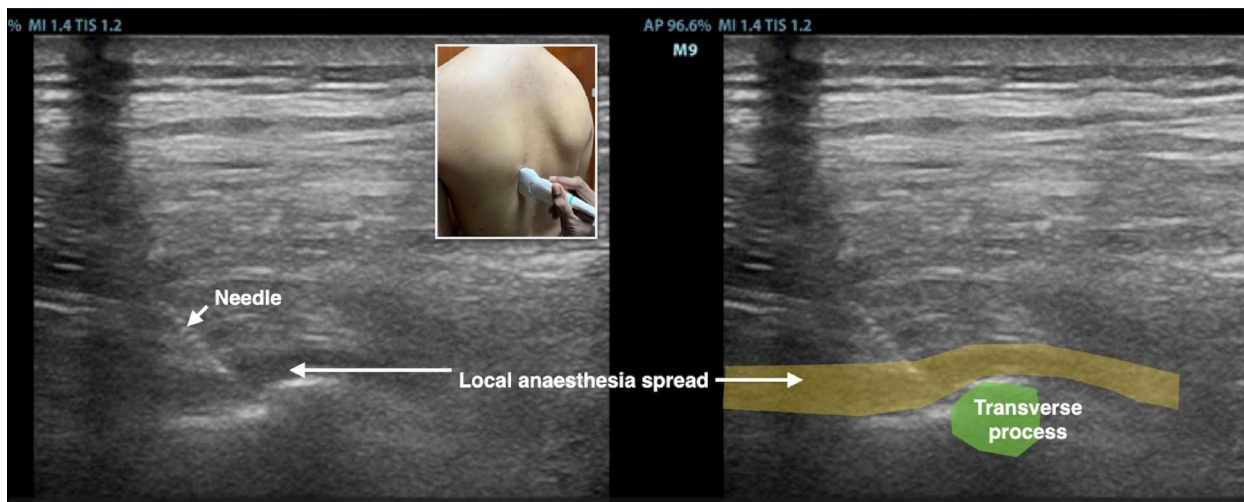 % MI 1.4 TIS 1.2
AP 96.6% MI 1.4 TIS 1.2
M9
Needle
Local anaesthesia spread
Transverse
process